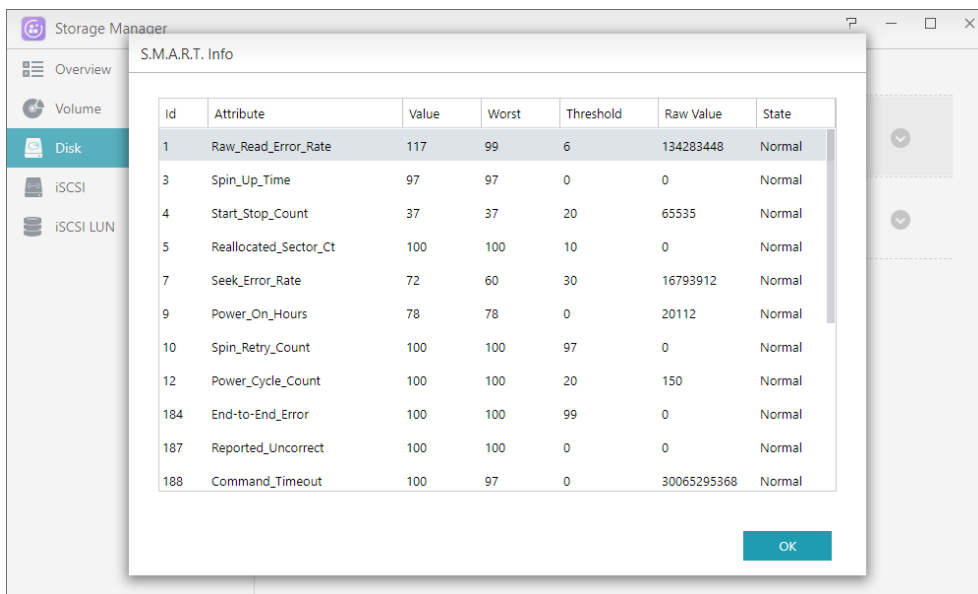 Storage Manager
S.M.A.R.T. Info
Overview
Volume
Disk
iSCSI
iSCSI LUN
Id Attribute Value Worst Threshold Raw Value State
1 Raw_Read_Error_Rate 117 99 6 134283448 Normal
3 Spin_Up_Time 97 97 0 0 Normal
4 Start_Stop_Count 37 37 20 65535 Normal
5 Reallocated_Sector_Ct 100 100 10 0 Normal
7 Seek_Error_Rate 72 60 30 16793912 Normal
9 Power_On_Hours 78 78 0 20112 Normal
10 Spin_Retry_Count 100 100 97 0 Normal
12 Power_Cycle_Count 100 100 20 150 Normal
184 End-to-End_Error 100 100 99 0 Normal
187 Reported_Uncorrect 100 100 0 0 Normal
188 Command_Timeout 100 97 0 30065295368 Normal
OK